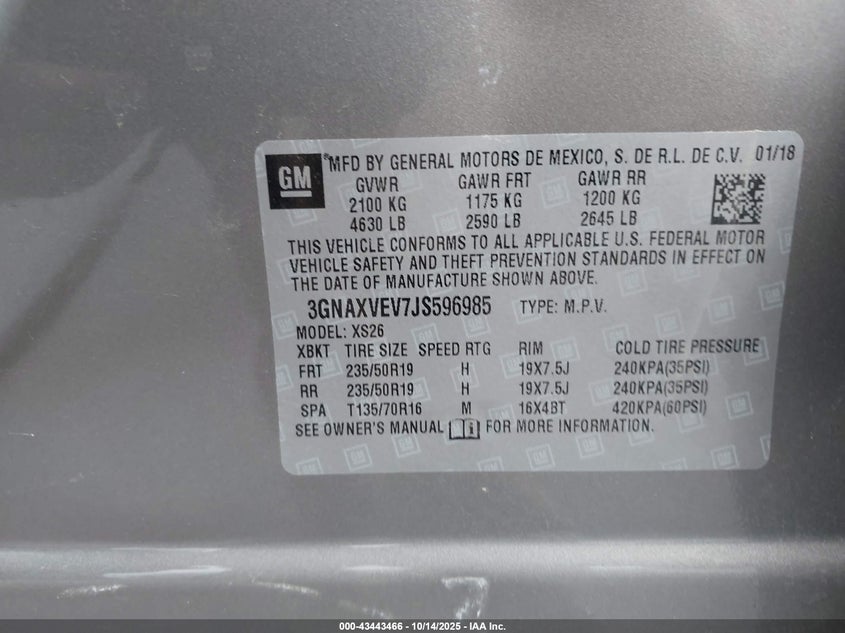 GM ®MFD BY GENERAL MOTORS DE MEXICO, S. DE R.L. DE C.V. 01/18
GVWR GAWR FRT GAWR RR
2100 KG 1175 KG 1200 KG
4630 LB 2590 LB 2645 LB
THIS VEHICLE CONFORMS TO ALL APPLICABLE U.S. FEDERAL MOTOR
VEHICLE SAFETY AND THEFT PREVENTION STANDARDS IN EFFECT ON
THE DATE OF MANUFACTURE SHOWN ABOVE.
3GNAXVEV7JS596985 TYPE: M.P.V.
MODEL: XS26
XBKT TIRE SIZE SPEED RTG RIM COLD TIRE PRESSURE
FRT 235/50R19 H 19X7.5J 240KPA(35PSI)
RR 235/50R19 H 19X7.5J 240KPA(35PSI)
SPA T135/70R16 M 16X4BT 420KPA(60PSI)
SEE OWNER'S MANUAL FOR MORE INFORMATION.
000-43443466 - 10/14/2025 - IAA Inc.